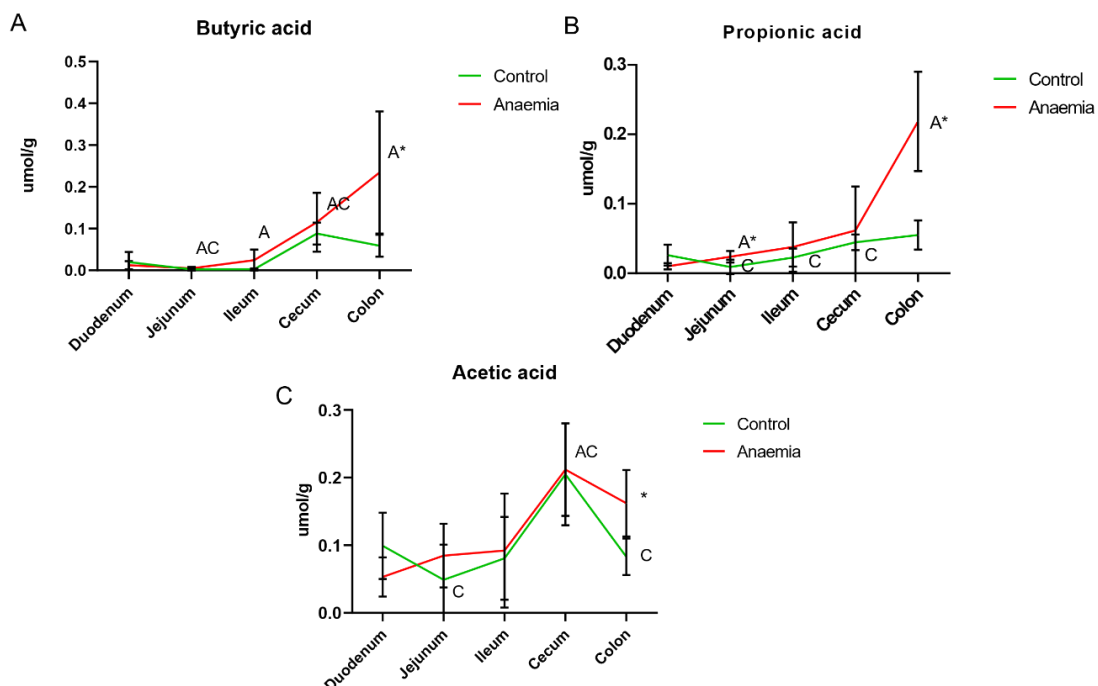 A
Butyric acid
umol/g
0.5
0.4
0.3
0.2
0.1
0.0
Control
Anaemia
AC
A
AC
A*
Duodenum
Jejunum
Ileum
Cecum
Colon
B
Propionic acid
umol/g
0.3
0.2
0.1
0.0
Control
Anaemia
A*
A*
C
C
C
Duodenum
Jejunum
Ileum
Cecum
Colon
C
Acetic acid
umol/g
0.3
0.2
0.1
0.0
Control
Anaemia
AC
*
C
C
Duodenum
Jejunum
Ileum
Cecum
Colon